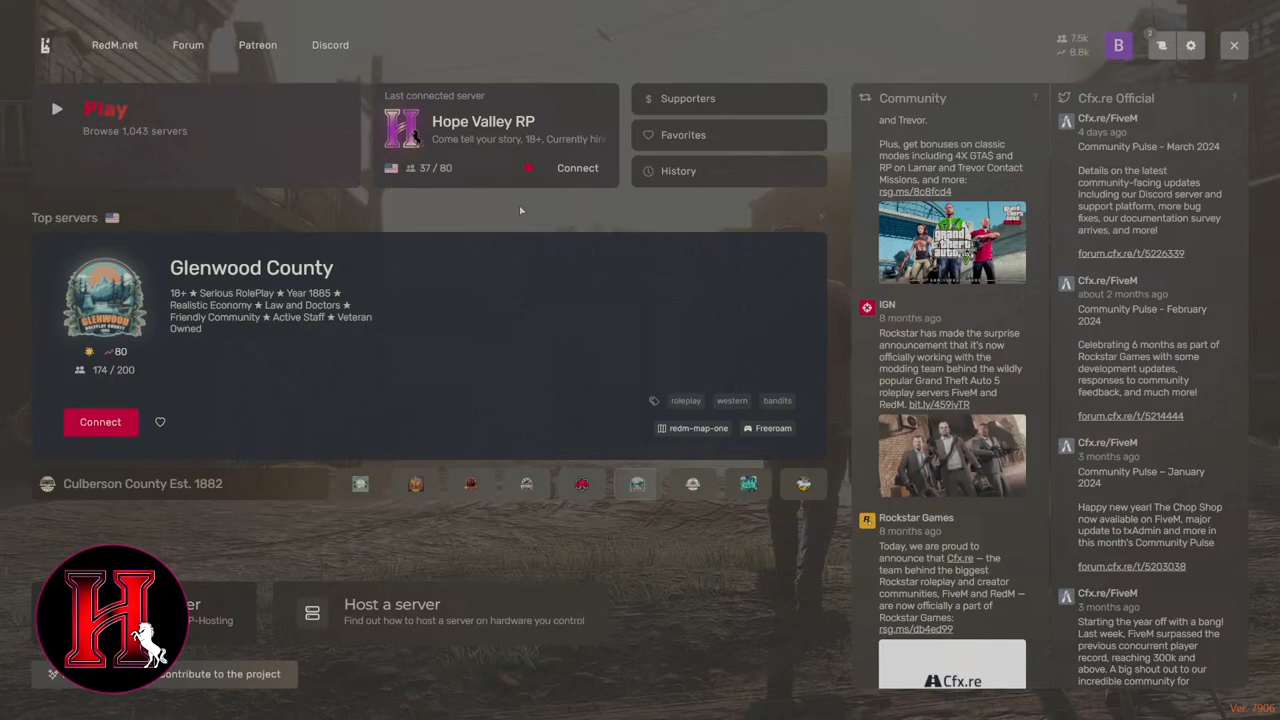 RedM.net
Forum
Patreon
Discord
7.5k
8.8k
B
2
Play
Browse 1,043 servers
Last connected server
Hope Valley RP
Come tell your story, 18+, Currently hirin
37 / 80
Connect
$ Supporters
Favorites
History
Top servers
?
Glenwood County
18+ ★ Serious RolePlay ★ Year 1885 ★
Realistic Economy ★ Law and Doctors ★
Friendly Community ★ Active Staff ★ Veteran
Owned
GLENWOOD
80
174 / 200
Connect
roleplay
western
bandits
redm-map-one
Freeroam
Culberson County Est. 1882
H
er
P-Hosting
Host a server
Find out how to host a server on hardware you control
ontribute to the project
Community
?
and Trevor.
Plus, get bonuses on classic
modes including 4X GTA$ and
RP on Lamar and Trevor Contact
Missions, and more:
rsg.ms/8c8fcd4
grand
theft
auto
IGN
8 months ago
Rockstar has made the surprise
announcement that it's now
officially working with the
modding team behind the wildly
popular Grand Theft Auto 5
roleplay servers FiveM and
RedM. bit.ly/459jyTR
Rockstar Games
8 months ago
Today, we are proud to
announce that Cfx.re — the
team behind the biggest
Rockstar roleplay and creator
communities, FiveM and RedM —
are now officially a part of
Rockstar Games:
rsg.ms/db4ed99
Cfx.re
Cfx.re Official
?
Cfx.re/FiveM
4 days ago
Community Pulse – March 2024
Details on the latest
community-facing updates
including our Discord server and
support platform, more bug
fixes, our documentation survey
arrives, and more!
forum.cfx.re/t/5226339
Cfx.re/FiveM
about 2 months ago
Community Pulse – February
2024
Celebrating 6 months as part of
Rockstar Games with some
development updates,
responses to community
feedback, and much more!
forum.cfx.re/t/5214444
Cfx.re/FiveM
3 months ago
Community Pulse – January
2024
Happy new year! The Chop Shop
now available on FiveM, major
update to txAdmin and more in
this month's Community Pulse
forum.cfx.re/t/5203038
Cfx.re/FiveM
3 months ago
Starting the year off with a bang!
Last week, FiveM surpassed the
previous concurrent player
record, reaching 300k and
above. A big shout out to our
incredible community for
Ver. 7906